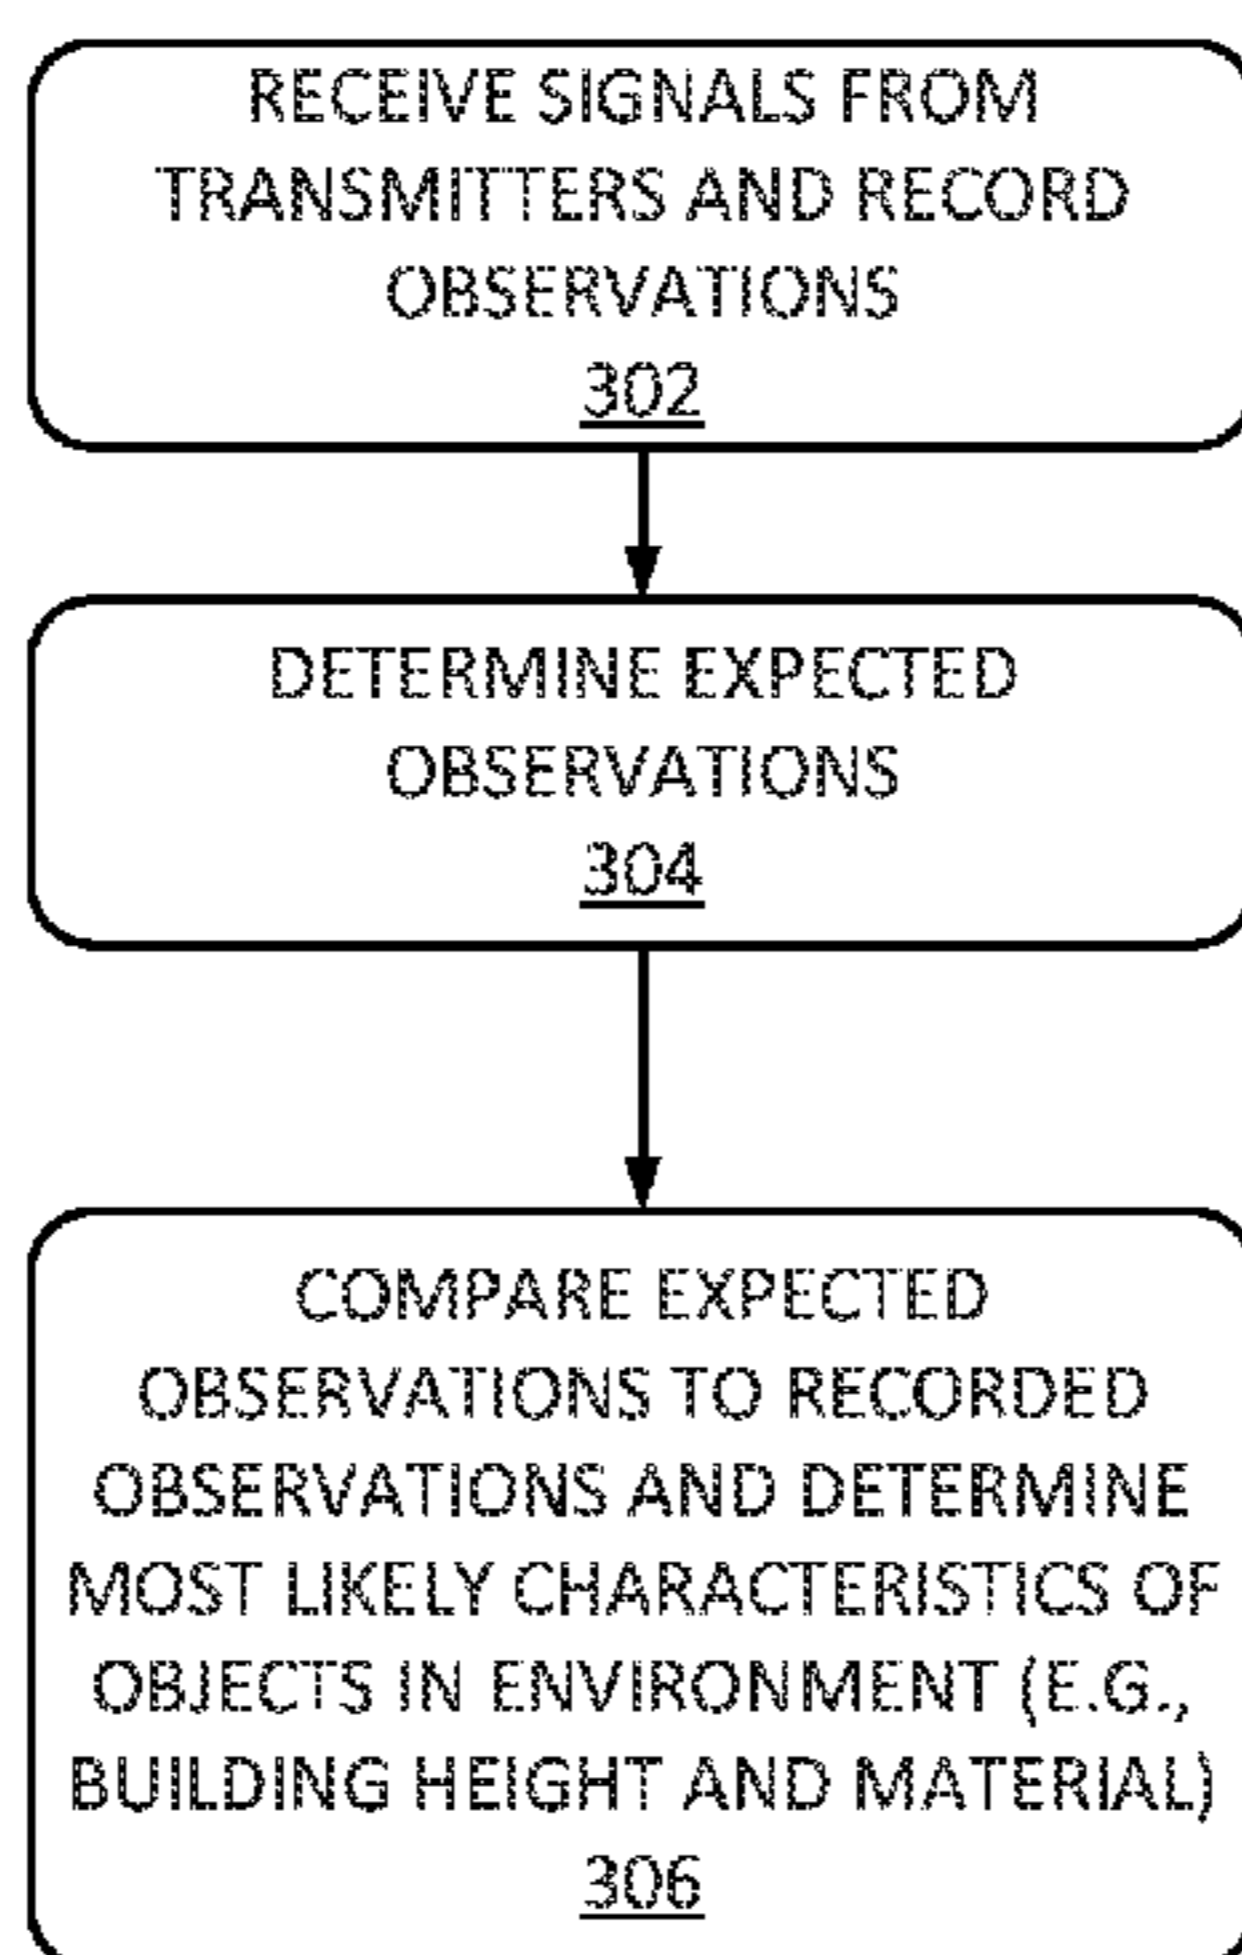 RECEIVE SIGNALS FROM
TRANSMITTERS AND RECORD
OBSERVATIONS
302
DETERMINE EXPECTED
OBSERVATIONS
304
COMPARE EXPECTED
OBSERVATIONS TO RECORDED
OBSERVATIONS AND DETERMINE
MOST LIKELY CHARACTERISTICS OF
OBJECTS IN ENVIRONMENT (E.G.,
BUILDING HEIGHT AND MATERIAL)
306